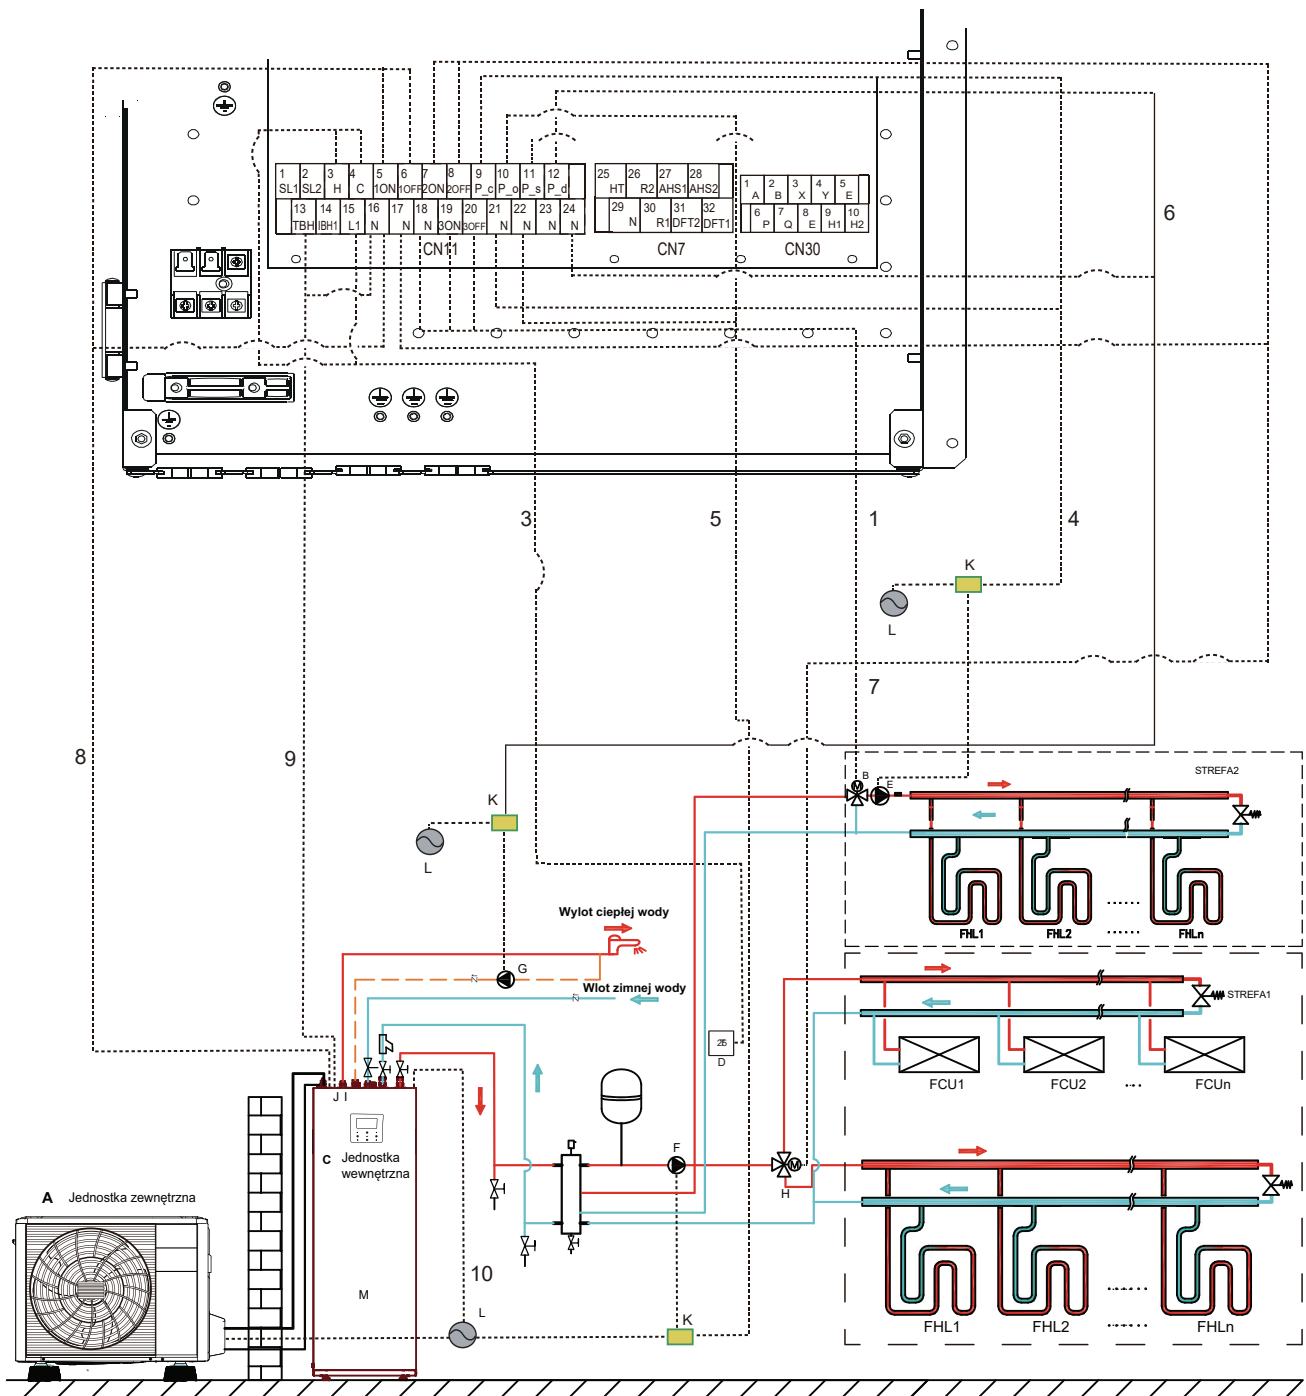 1 2 3 4 5 6 7 8 9 10 11 12
SL1 SL2 H C 1ON 1OFF 2ON 2OFF P_c P_o P_s P_d
13 14 15 16 17 18 19 20 21 22 23 24
TBH IBH1 L1 N N N 3ON 3OFF N N N N
CN11
25 26 27 28
HT R2 AHS1 AHS2
29 30 31 32
N R1 DFT2 DFT1
CN7
1 2 3 4 5
A B X Y E
6 7 8 9 10
P Q E H1 H2
CN30
6
3
5
1
4
K
L
7
8
9
B
E
STREFA2
K
L
FHL1 FHL2 ...... FHLn
Wylot ciepłej wody
G
Wlot zimnej wody
STREFA1
D
FCU1 FCU2 .... FCUn
J I
C Jednostka
wewnętrzna
F
M
H
A Jednostka zewnętrzna
10
M
L
K
FHL1 FHL2 ....... FHLn